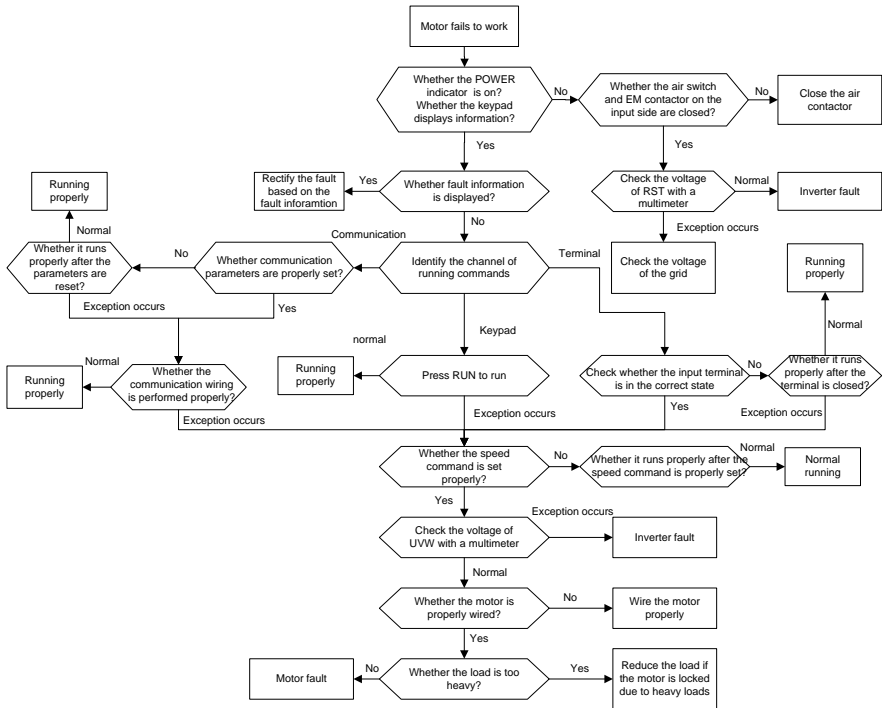 Motor fails to work
Whether the POWER
indicator is on?
Whether the keypad
displays information?
No
Whether the air switch
and EM contactor on the
input side are closed?
No
Close the air
contactor
Yes
Yes
Rectify the fault
based on the
fault inforamtion
Yes
Whether fault information
is displayed?
Check the voltage
of RST with a
multimeter
Normal
Inverter fault
Running
properly
Normal
No
Exception occurs
Communication
Terminal
Whether it runs
properly after the
parameters are
reset?
No
Whether communication
parameters are properly set?
Identify the channel of
running commands
Check the voltage
of the grid
Running
properly
Exception occurs
Yes
Keypad
Normal
normal
Running
properly
Normal
Whether the
communication wiring
is performed properly?
Running
properly
Press RUN to run
Check whether the input terminal
is in the correct state
No
Whether it runs
properly after the
terminal is closed?
Exception occurs
Exception occurs
Yes
Exception occurs
Whether the speed
command is set
properly?
No
Whether it runs properly after the
speed command is properly set?
Normal
Normal
running
Yes
Exception occurs
Check the voltage of
UVW with a multimeter
Inverter fault
Normal
Whether the motor is
properly wired?
No
Wire the motor
properly
Yes
Motor fault
No
Whether the load is too
heavy?
Yes
Reduce the load if
the motor is locked
due to heavy loads